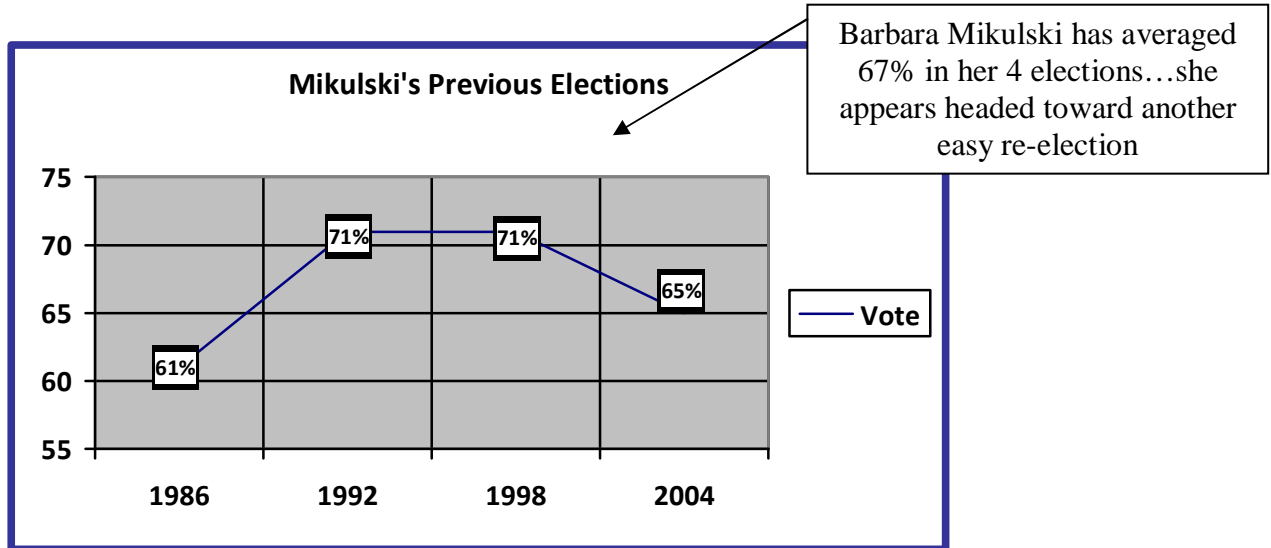 Barbara Mikulski has averaged
67% in her 4 elections…she
appears headed toward another
easy re-election
Mikulski's Previous Elections
75
70
65
60
55
61%
71%
71%
65%
Vote
1986
1992
1998
2004